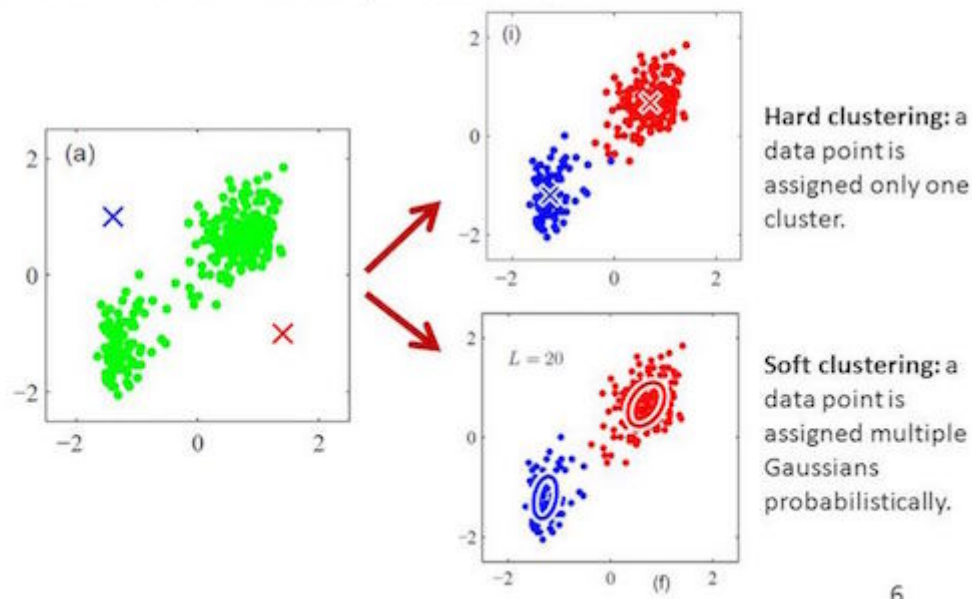 (a)
2
0
−2
−2
0
2
(i)
2
0
−2
−2
0
2
Hard clustering: a
data point is
assigned only one
cluster.
L = 20
2
0
−2
−2
0
(f)
2
Soft clustering: a
data point is
assigned multiple
Gaussians
probabilistically.
6